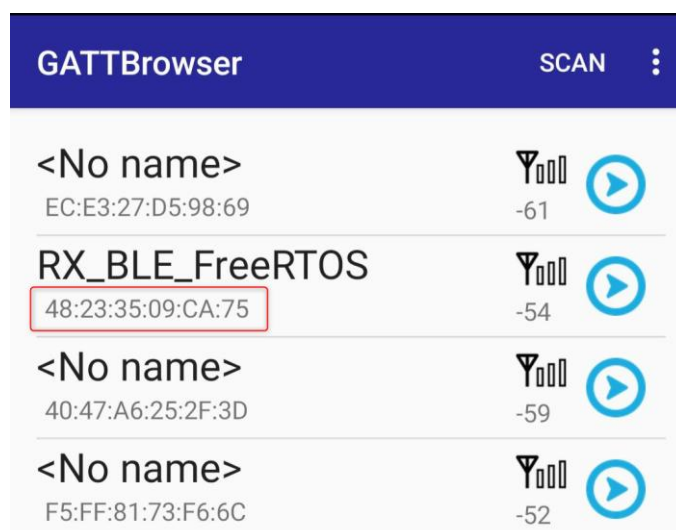 GATTBrowser SCAN
<No name>
EC:E3:27:D5:98:69 -61
RX_BLE_FreeRTOS
48:23:35:09:CA:75 -54
<No name>
40:47:A6:25:2F:3D -59
<No name>
F5:FF:81:73:F6:6C -52